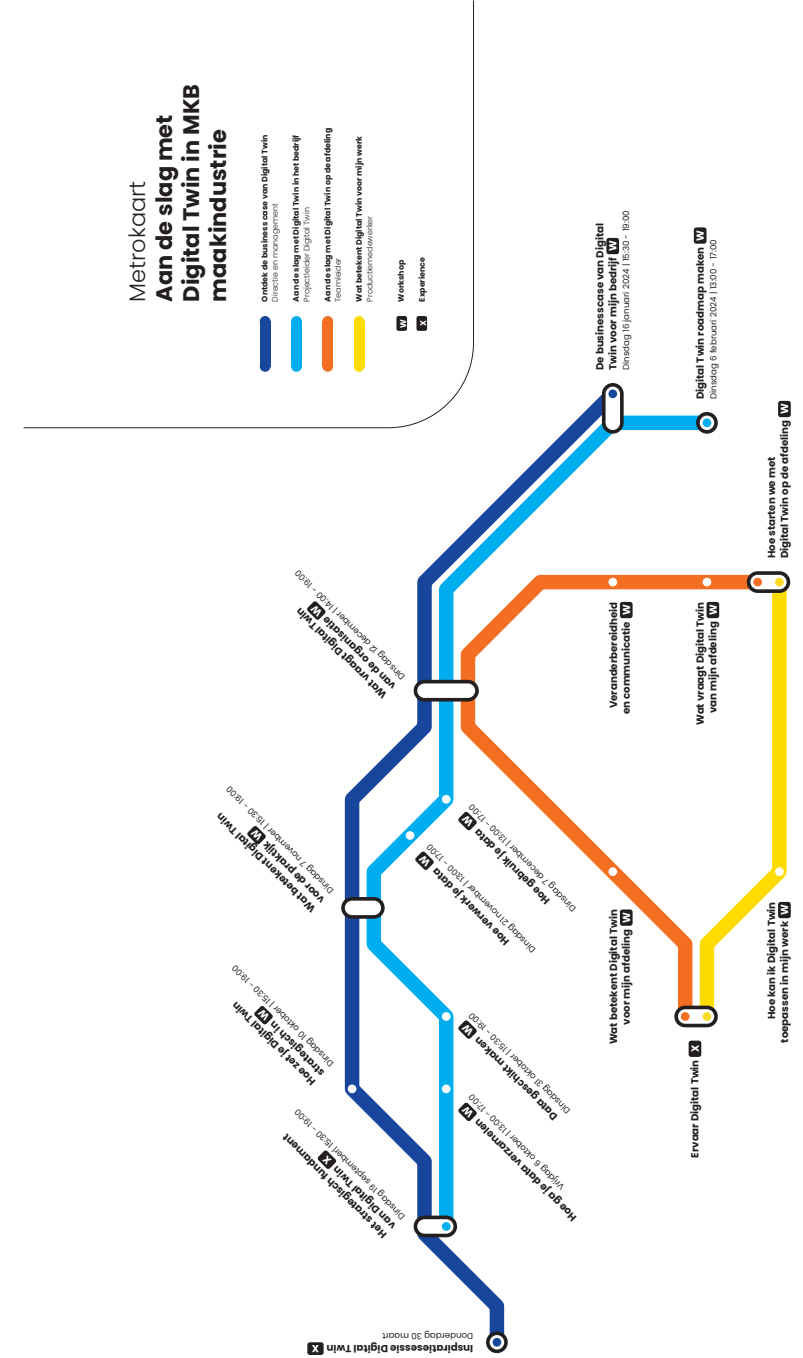 Metrokaart
Aan de slag met
Digital Twin in MKB
maakindustrie
Ontdek de business case van Digital Twin
Directie en management
Aan de slag met Digital Twin in het bedrijf
Projectleider Digital Twin
Aan de slag met Digital Twin op de afdeling
Teamleider
Wat betekent Digital Twin voor mijn werk
Productiemedewerker
W Workshop
X Experience
Inspiratiesessie Digital Twin X
Donderdag 30 maart
Het strategisch fundament
van Digital Twin X
Dinsdag 19 september | 15:30 - 19:00
Hoe ga je data verzamelen W
Vrijdag 6 oktober | 13:00 - 17:00
Hoe zet je Digital Twin
strategisch in W
Dinsdag 10 oktober | 15:30 - 19:00
Data geschikt maken W
Dinsdag 31 oktober | 15:30 - 19:00
Wat betekent Digital Twin
voor de praktijk W
Dinsdag 7 november | 15:30 - 19:00
Hoe verwerk je data W
Dinsdag 21 november | 13:00 - 17:00
Hoe gebruik je data W
Dinsdag 7 december | 13:00 - 17:00
Wat vraagt Digital Twin
van de organisatie W
Dinsdag 12 december | 14:00 - 19:00
De businesscase van Digital
Twin voor mijn bedrijf W
Dinsdag 16 januari 2024 | 15:30 - 19:00
Digital Twin roadmap maken W
Dinsdag 6 februari 2024 | 13:00 - 17:00
Ervaar Digital Twin X
Wat betekent Digital Twin
voor mijn afdeling W
Hoe kan ik Digital Twin
toepassen in mijn werk W
Veranderbereidheid
en communicatie W
Wat vraagt Digital Twin
van mijn afdeling W
Hoe starten we met
Digital Twin op de afdeling W